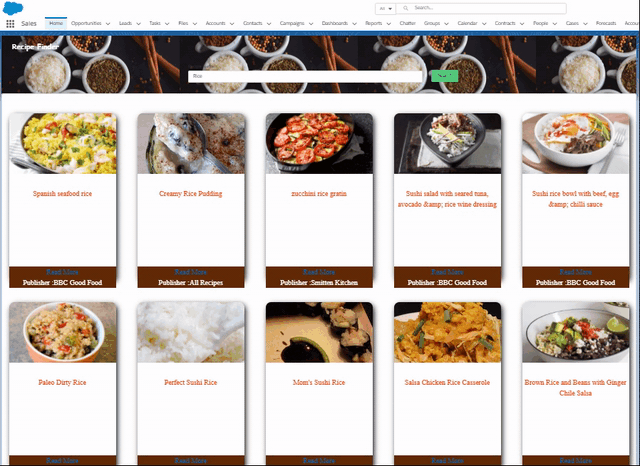 All
Search...
Sales
Home Opportunities Leads Tasks Files Accounts Contacts Campaigns Dashboards Reports Chatter Groups Calendar Contracts People Cases Forecasts
Recipe Finder
Rice
Spanish seafood rice
Creamy Rice Pudding
zucchini rice gratin
Sushi salad with seared tuna,
avocado &amp; rice wine dressing
Sushi rice bowl with beef, egg
&amp; chilli sauce
Read More
Read More
Read More
Read More
Read More
Publisher :BBC Good Food
Publisher :All Recipes
Publisher :Smitten Kitchen
Publisher :BBC Good Food
Publisher :BBC Good Food
Paleo Dirty Rice
Perfect Sushi Rice
Mom's Sushi Rice
Salsa Chicken Rice Casserole
Brown Rice and Beans with Ginger
Chile Salsa
Read More
Read More
Read More
Read More
Read More